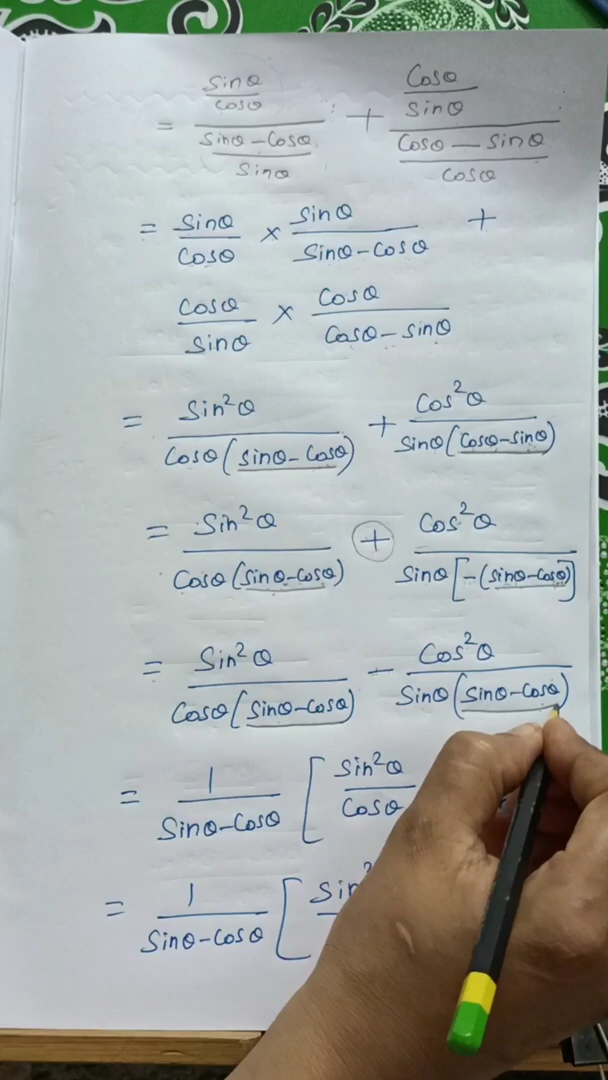 = (sinθ/cosθ)/((sinθ-cosθ)/sinθ) + (cosθ/sinθ)/((cosθ-sinθ)/cosθ)
= sinθ/cosθ × sinθ/(sinθ-cosθ) +
cosθ/sinθ × cosθ/(cosθ-sinθ)
= sin²θ/(cosθ(sinθ-cosθ)) + cos²θ/(sinθ(cosθ-sinθ))
= sin²θ/(cosθ(sinθ-cosθ)) + cos²θ/(sinθ[-(sinθ-cosθ)])
= sin²θ/(cosθ(sinθ-cosθ)) - cos²θ/(sinθ(sinθ-cosθ))
= 1/(sinθ-cosθ) [sin²θ/cosθ
= 1/(sinθ-cosθ) [sin²